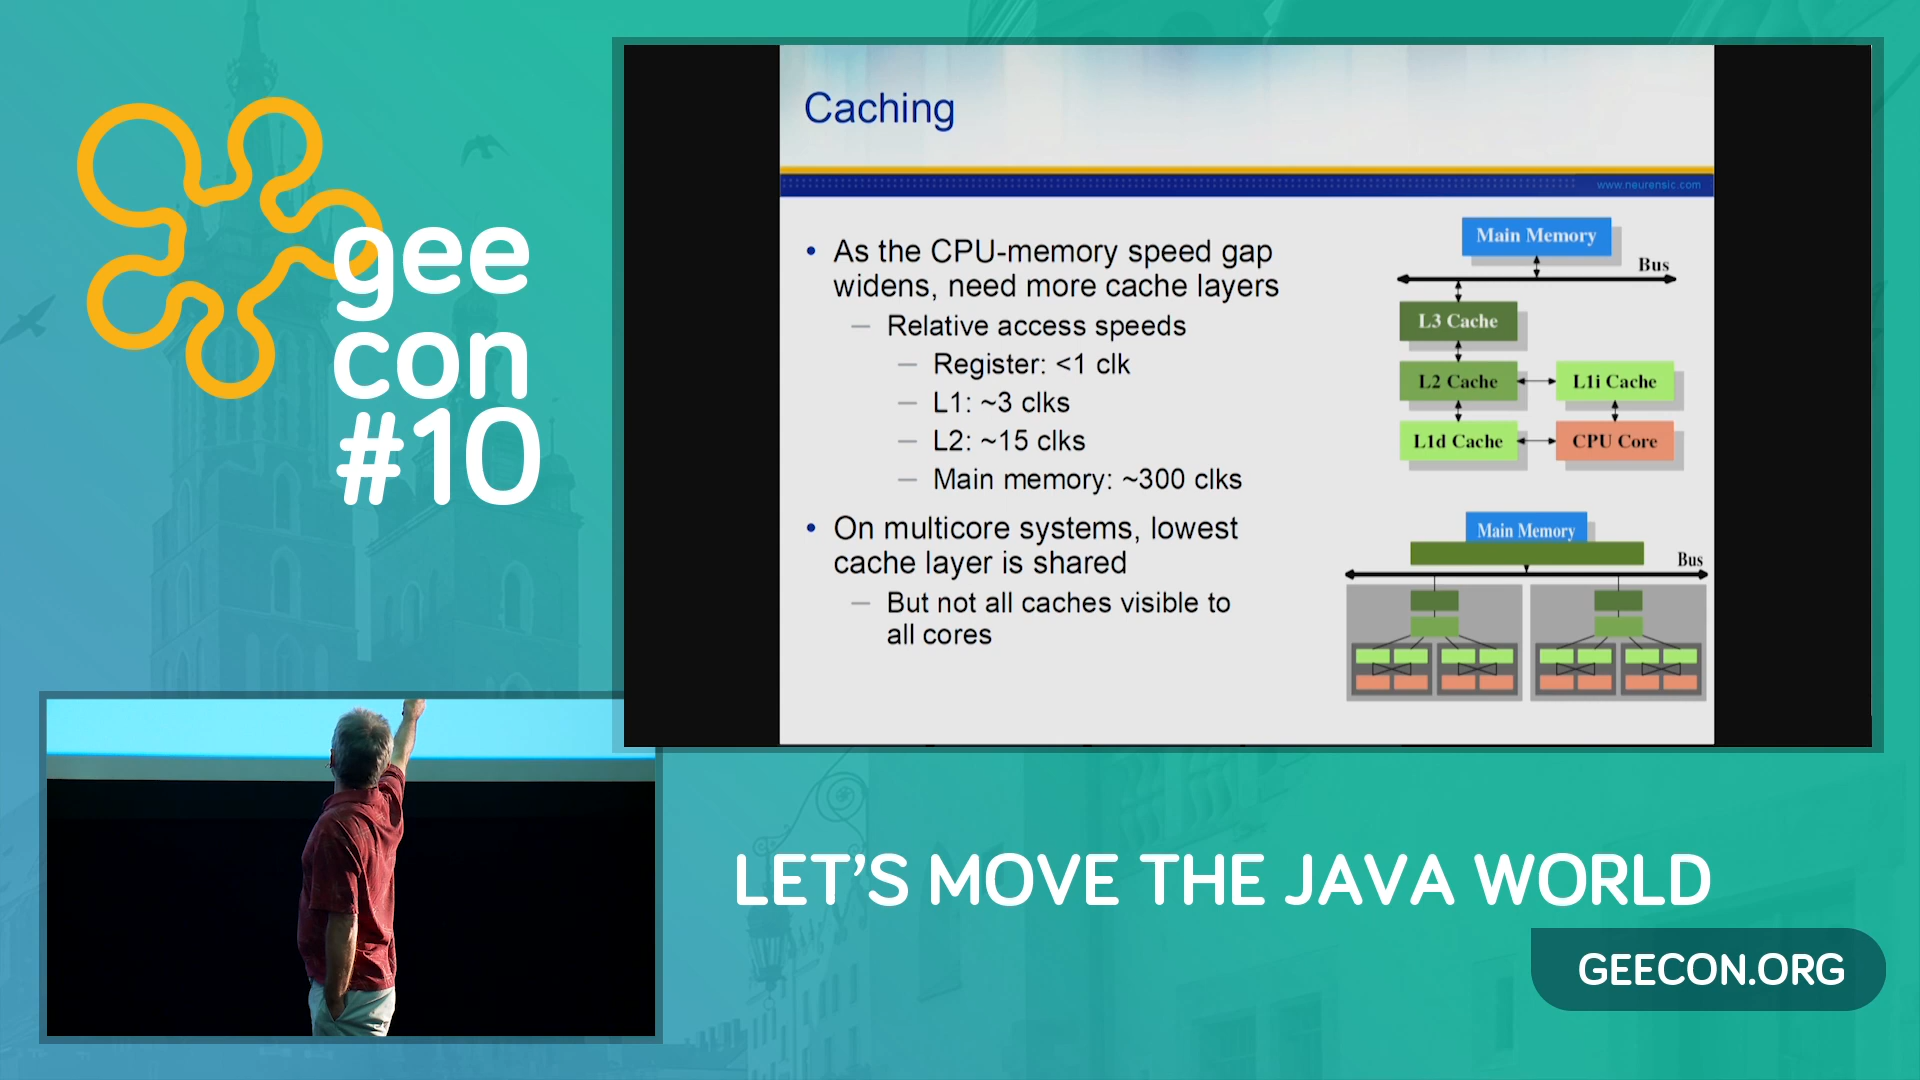 gee
con
#10
Caching
www.neurensic.com
• As the CPU-memory speed gap
widens, need more cache layers
– Relative access speeds
– Register: <1 clk
– L1: ~3 clks
– L2: ~15 clks
– Main memory: ~300 clks
• On multicore systems, lowest
cache layer is shared
– But not all caches visible to
all cores
Main Memory
Bus
L3 Cache
L2 Cache
L1i Cache
L1d Cache
CPU Core
Main Memory
Bus
LET'S MOVE THE JAVA WORLD
GEECON.ORG